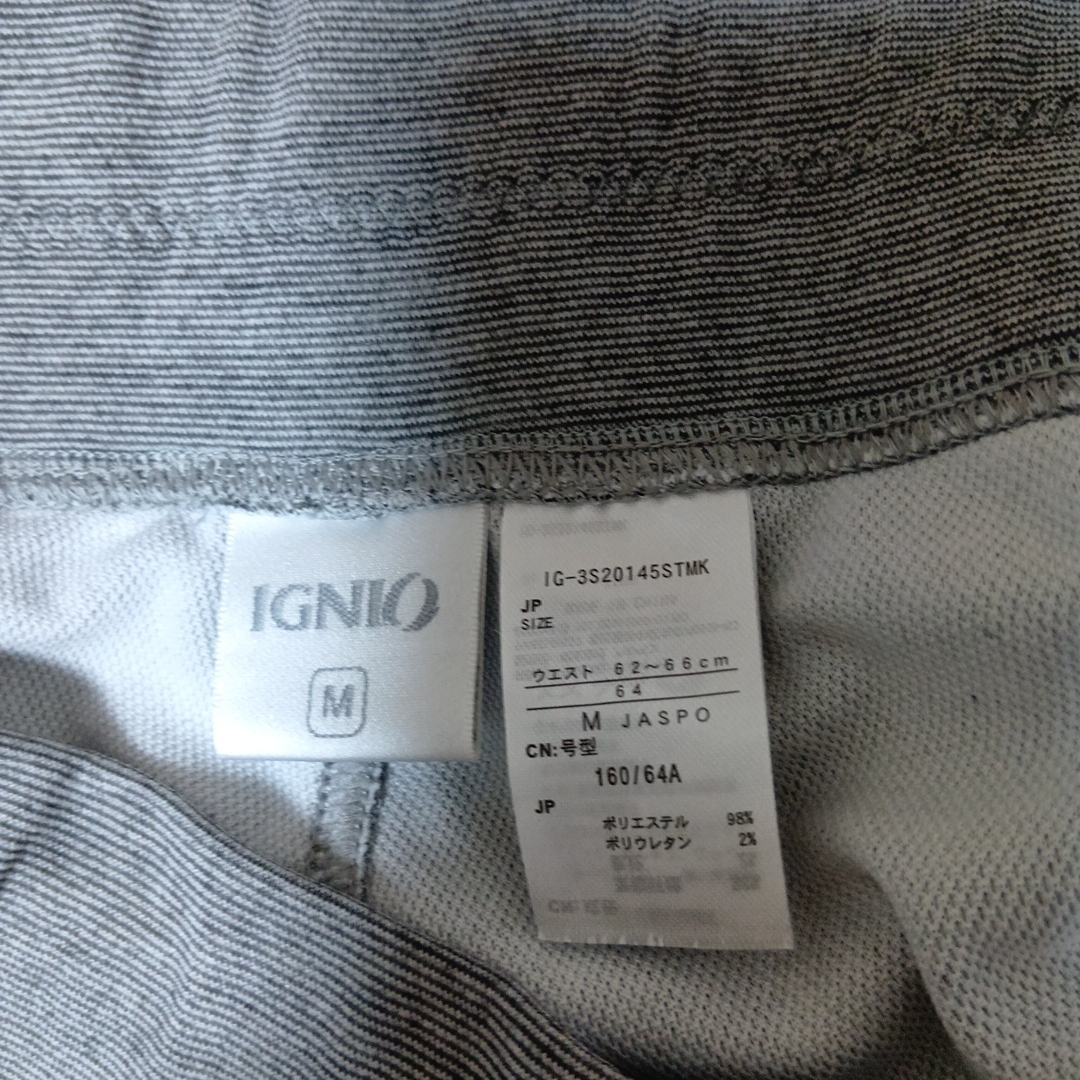 IGNIO
M
IG-3S20145STMK
JP
SIZE
ウエスト 62～66cm
64
M JASPO
CN:号型
160/64A
JP
ポリエステル 98%
ポリウレタン 2%